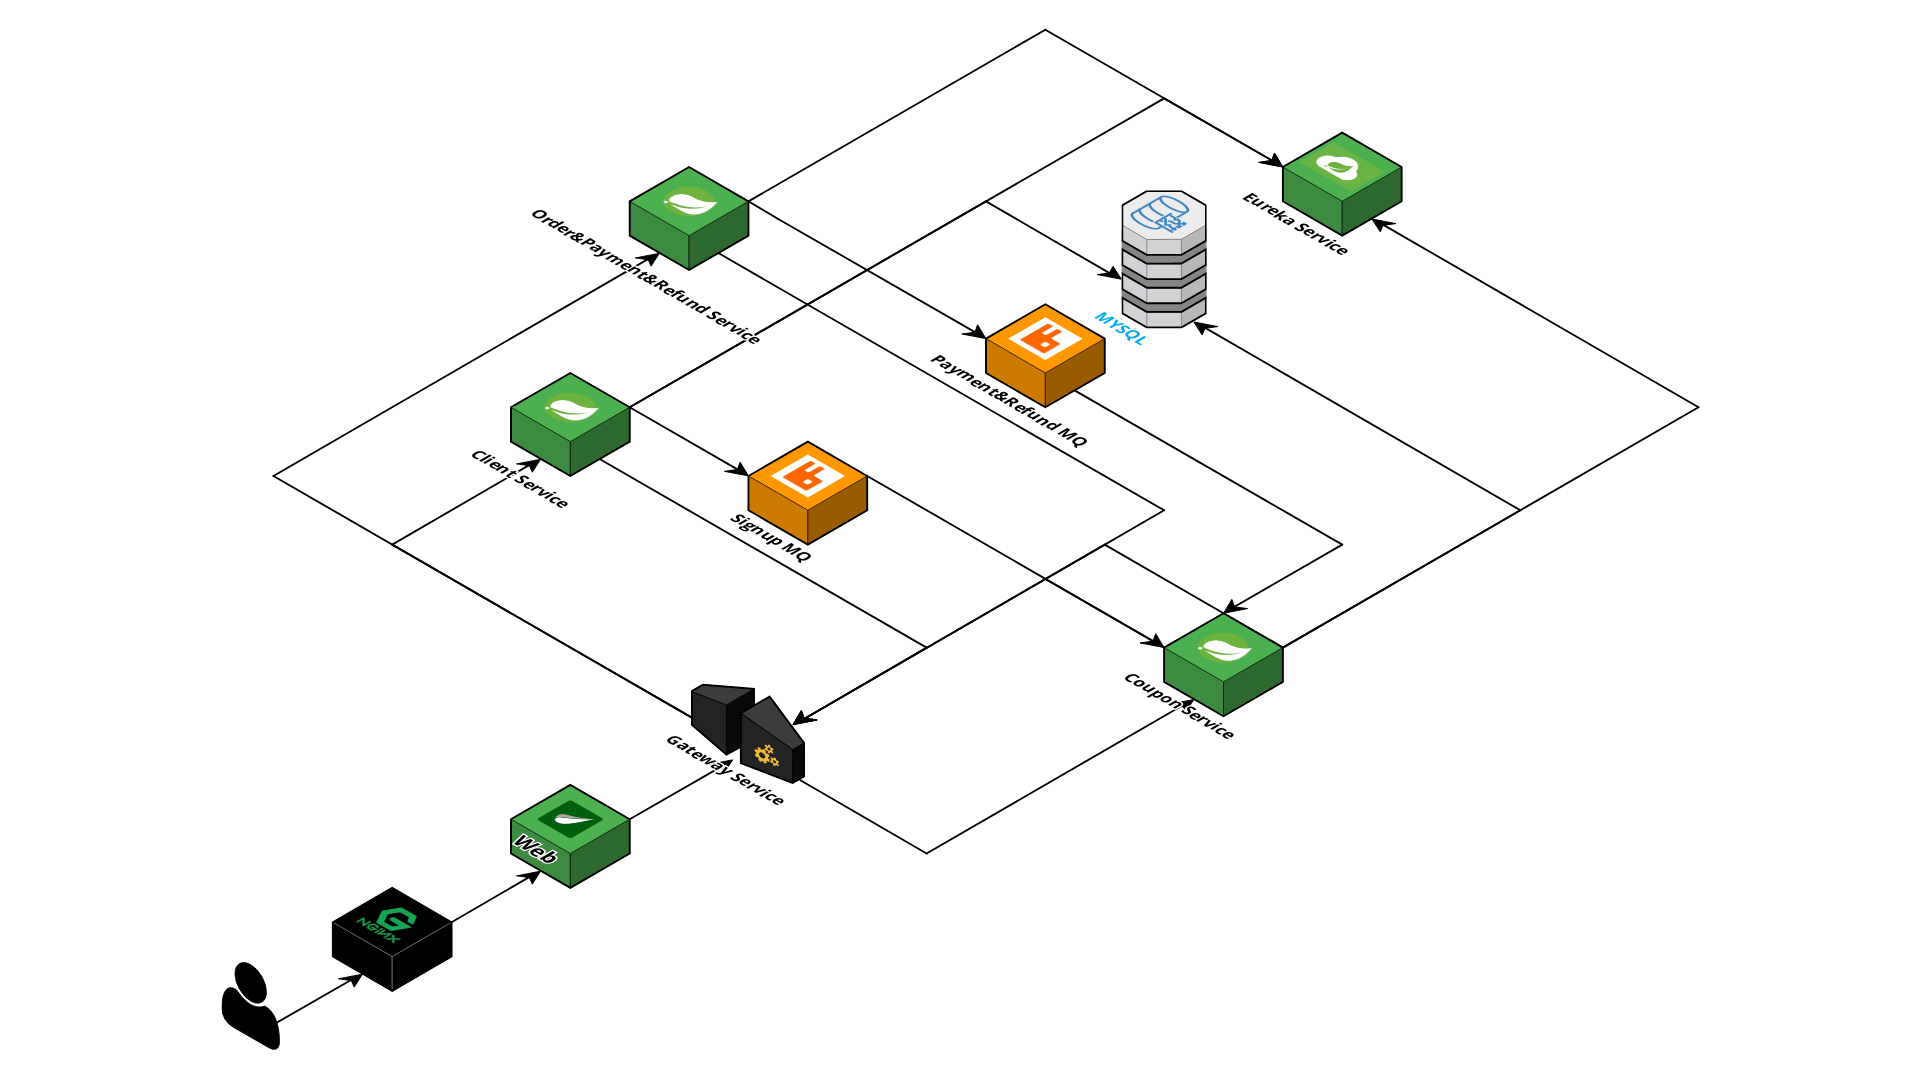 Eureka Service
Order&Payment&Refund Service
MYSQL
Payment&Refund MQ
Client Service
Signup MQ
Coupon Service
Gateway Service
Web
NGINX